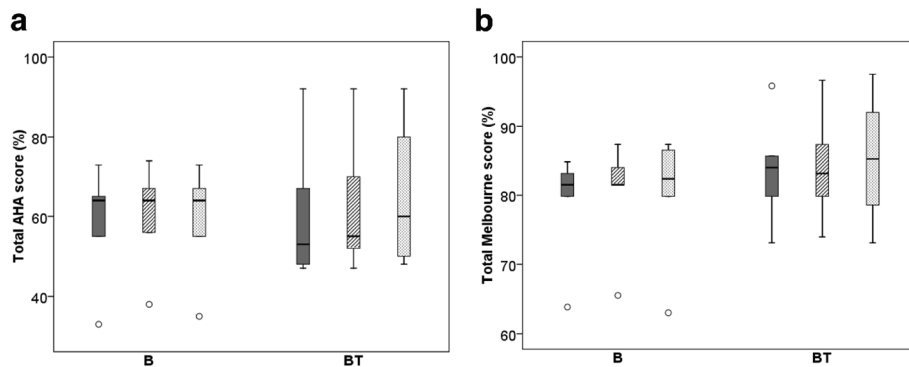 a
Total AHA score (%)
100
80
60
40
B
BT
b
Total Melbourne score (%)
100
90
80
70
60
B
BT